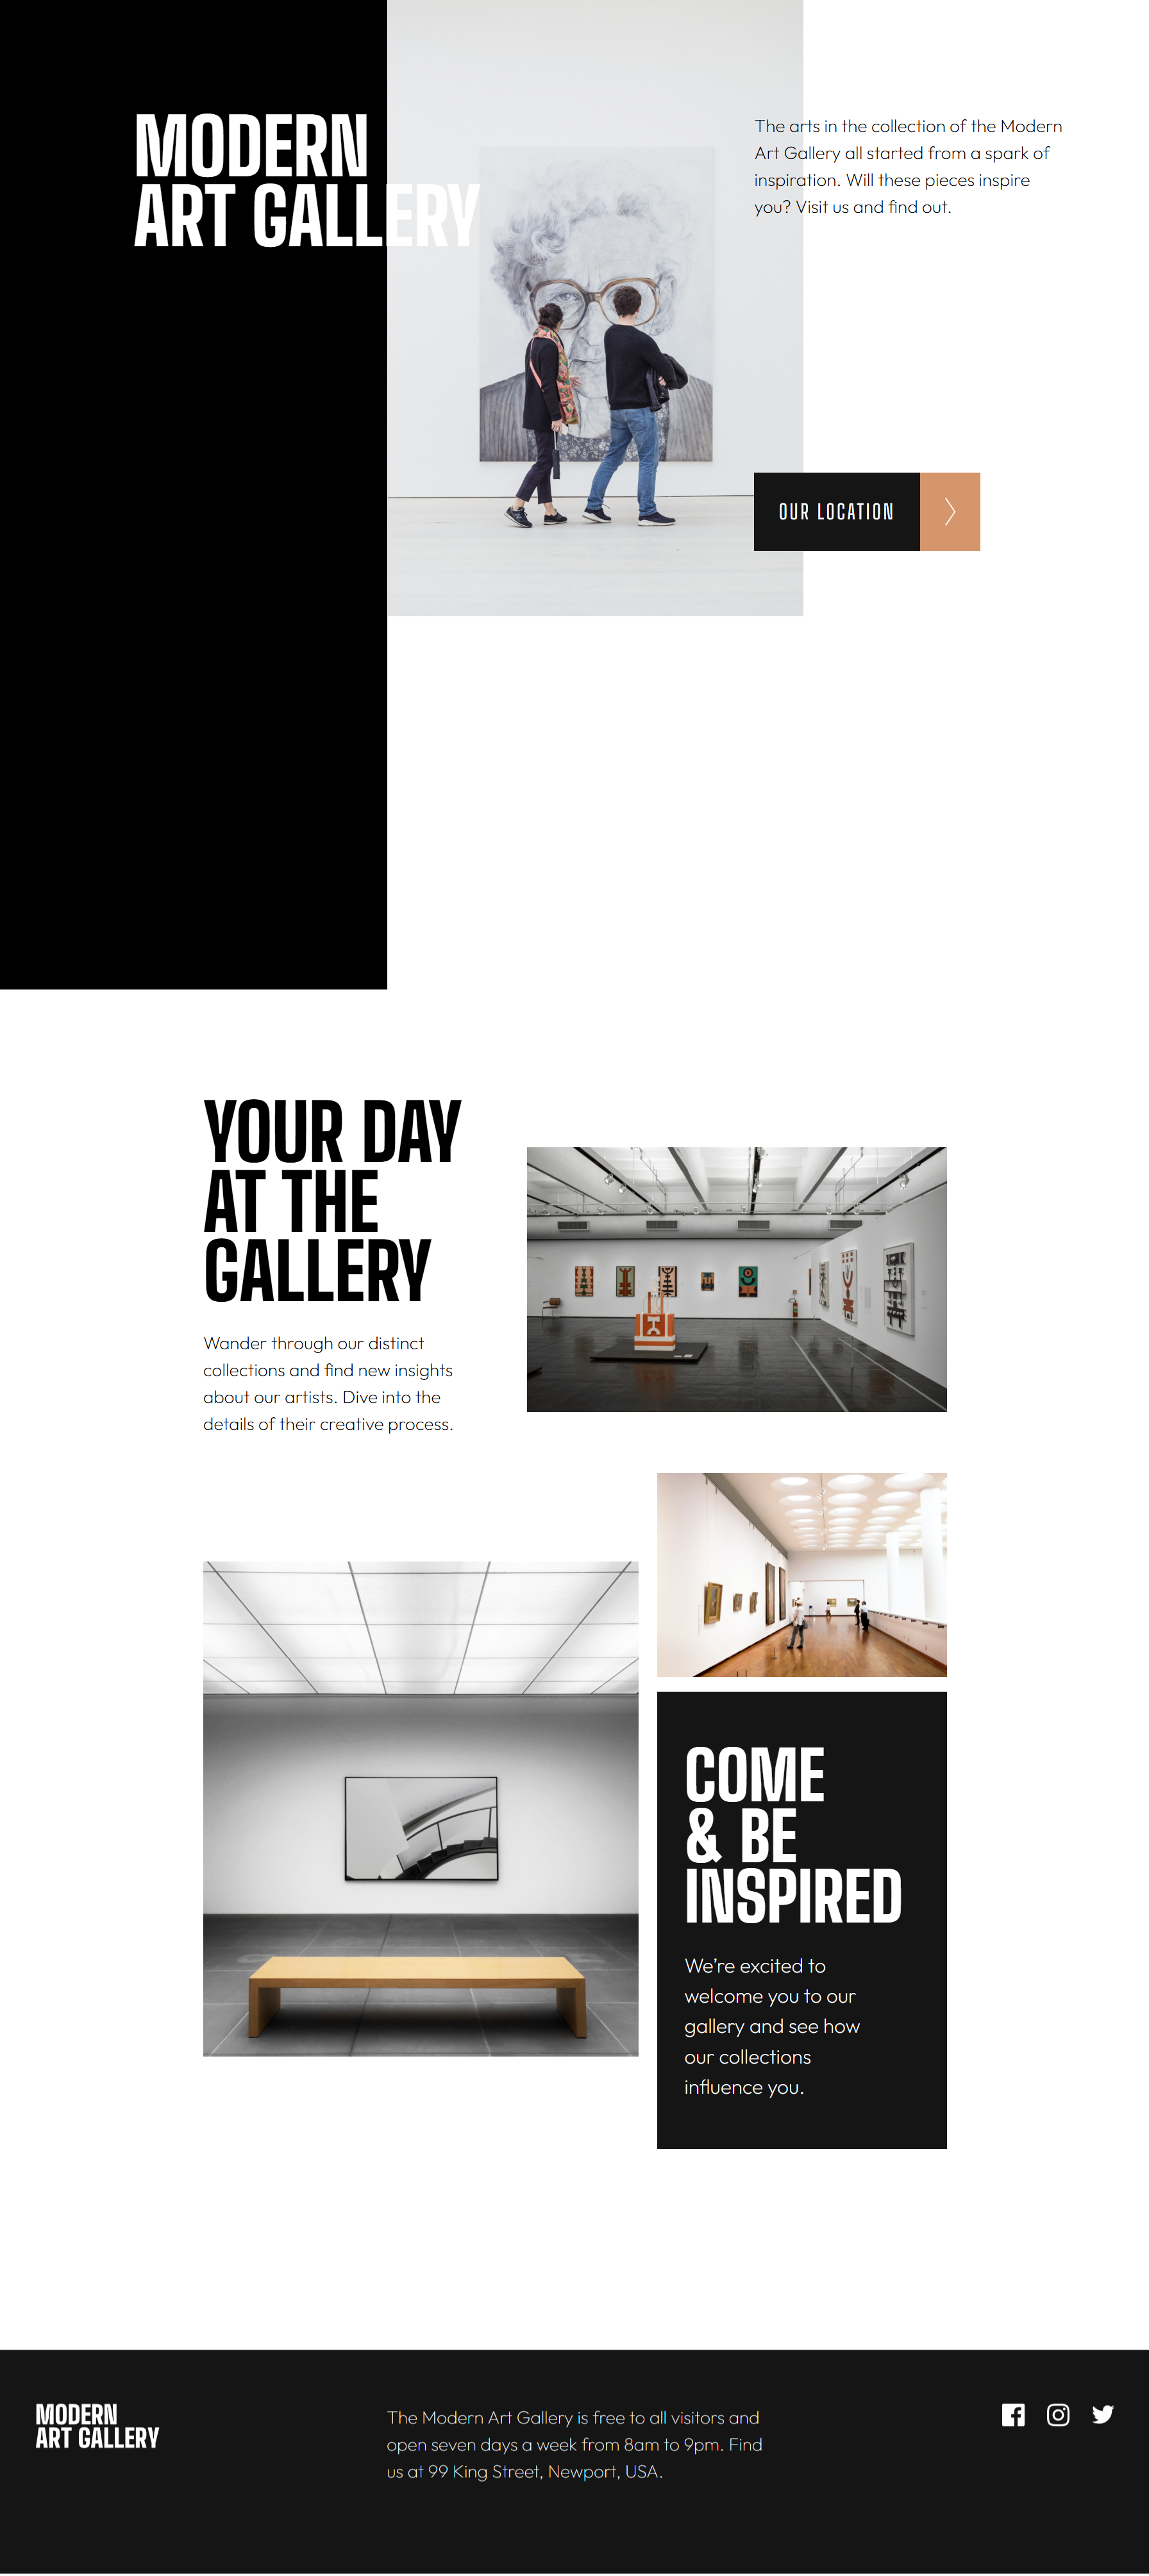 MODERN
ART GALLERY
The arts in the collection of the Modern
Art Gallery all started from a spark of
inspiration. Will these pieces inspire
you? Visit us and find out.
OUR LOCATION
YOUR DAY
AT THE
GALLERY
Wander through our distinct
collections and find new insights
about our artists. Dive into the
details of their creative process.
COME
& BE
INSPIRED
We’re excited to
welcome you to our
gallery and see how
our collections
influence you.
MODERN
ART GALLERY
The Modern Art Gallery is free to all visitors and
open seven days a week from 8am to 9pm. Find
us at 99 King Street, Newport, USA.